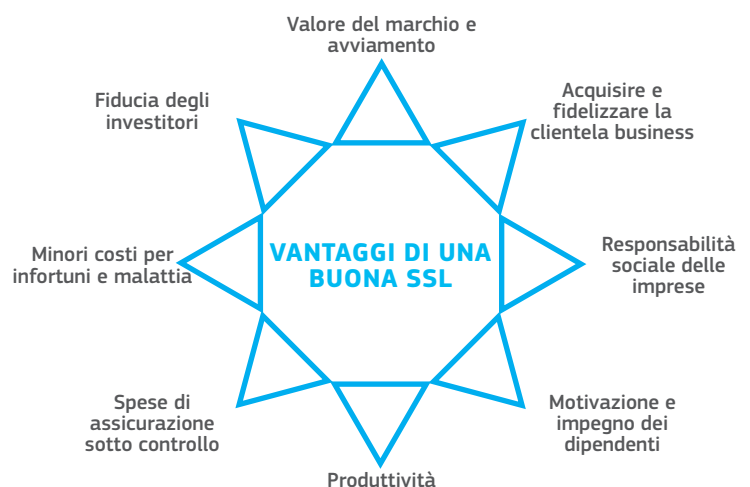 Valore del marchio e
avviamento
Acquisire e
fidelizzare la
clientela business
Responsabilità
sociale delle
imprese
Motivazione e
impegno dei
dipendenti
Produttività
Spese di
assicurazione
sotto controllo
Minori costi per
infortuni e malattia
Fiducia degli
investitori
VANTAGGI DI UNA
BUONA SSL